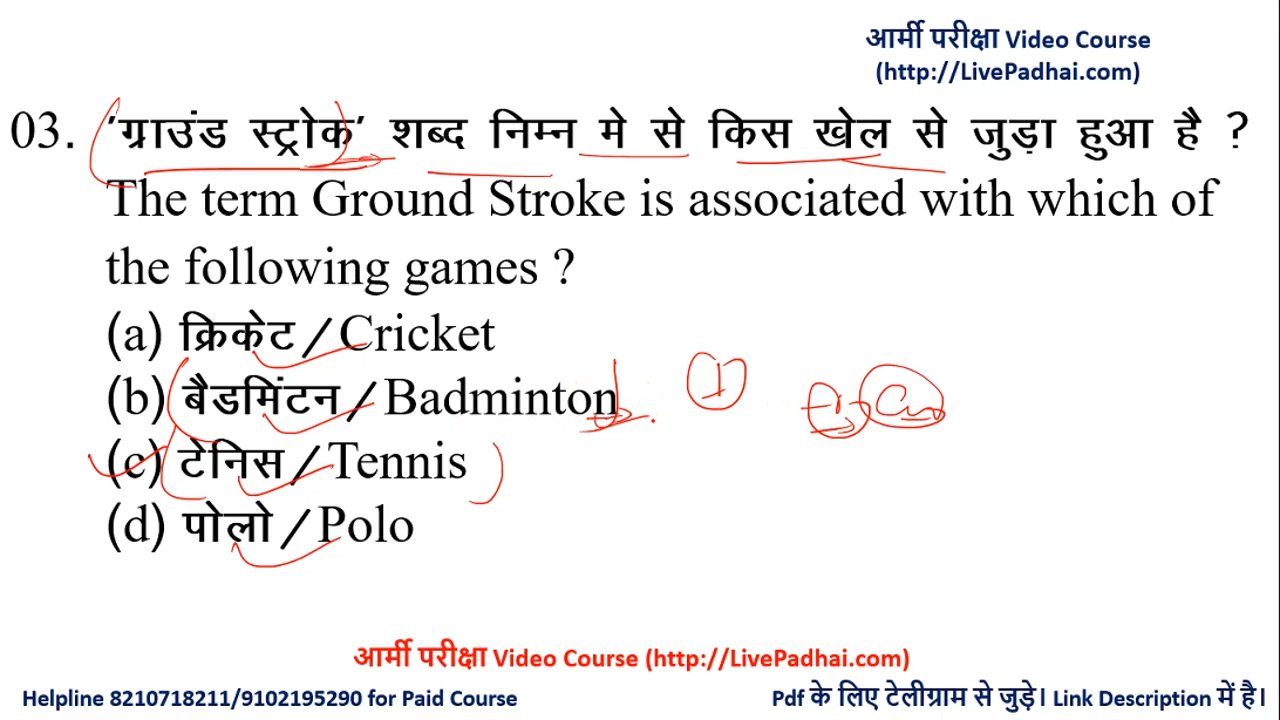 आर्मी परीक्षा Video Course
(http://LivePadhai.com)
03. 'ग्राउंड स्ट्रोक' शब्द निम्न मे से किस खेल से जुड़ा हुआ है ?
The term Ground Stroke is associated with which of
the following games ?
(a) क्रिकेट / Cricket
(b) बैडमिंटन / Badminton
(c) टेनिस / Tennis
(d) पोलो / Polo
आर्मी परीक्षा Video Course (http://LivePadhai.com)
Helpline 8210718211/9102195290 for Paid Course
Pdf के लिए टेलीग्राम से जुड़े। Link Description में है।